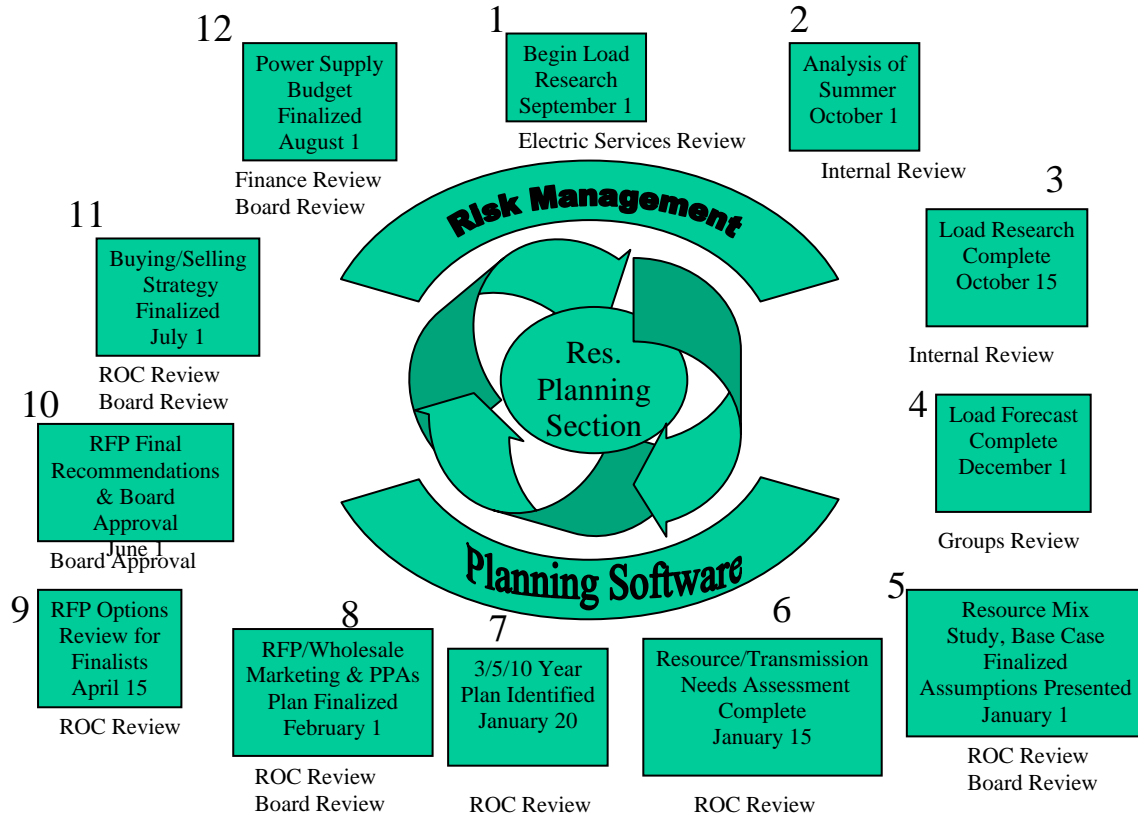 1
Begin Load
Research
September 1
Electric Services Review
2
Analysis of
Summer
October 1
Internal Review
3
Load Research
Complete
October 15
Internal Review
4
Load Forecast
Complete
December 1
Groups Review
5
Resource Mix
Study, Base Case
Finalized
Assumptions Presented
January 1
ROC Review
Board Review
6
Resource/Transmission
Needs Assessment
Complete
January 15
ROC Review
7
3/5/10 Year
Plan Identified
January 20
ROC Review
8
RFP/Wholesale
Marketing & PPAs
Plan Finalized
February 1
ROC Review
Board Review
9
RFP Options
Review for
Finalists
April 15
ROC Review
10
RFP Final
Recommendations
& Board
Approval
June 1
Board Approval
11
Buying/Selling
Strategy
Finalized
July 1
ROC Review
Board Review
12
Power Supply
Budget
Finalized
August 1
Finance Review
Board Review
Risk Management
Res.
Planning
Section
Planning Software